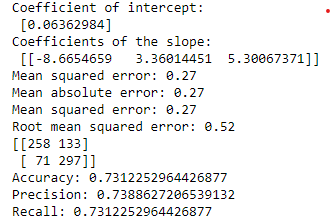 Coefficient of intercept:
[0.06362984]
Coefficients of the slope:
[[-8.6654659 3.36014451 5.30067371]]
Mean squared error: 0.27
Mean absolute error: 0.27
Mean squared error: 0.27
Root mean squared error: 0.52
[[258 133]
[ 71 297]]
Accuracy: 0.7312252964426877
Precision: 0.7388627206539132
Recall: 0.7312252964426877